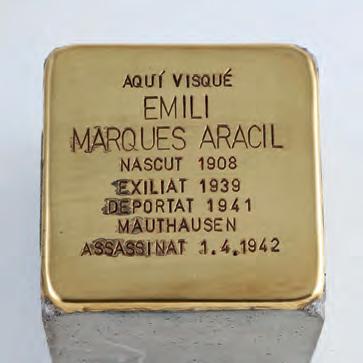 AQUÍ VISQUÉ
EMILI
MARQUES ARACIL
NASCUT 1908
EXILIAT 1939
DEPORTAT 1941
MAUTHAUSEN
ASSASSINAT 1.4.1942